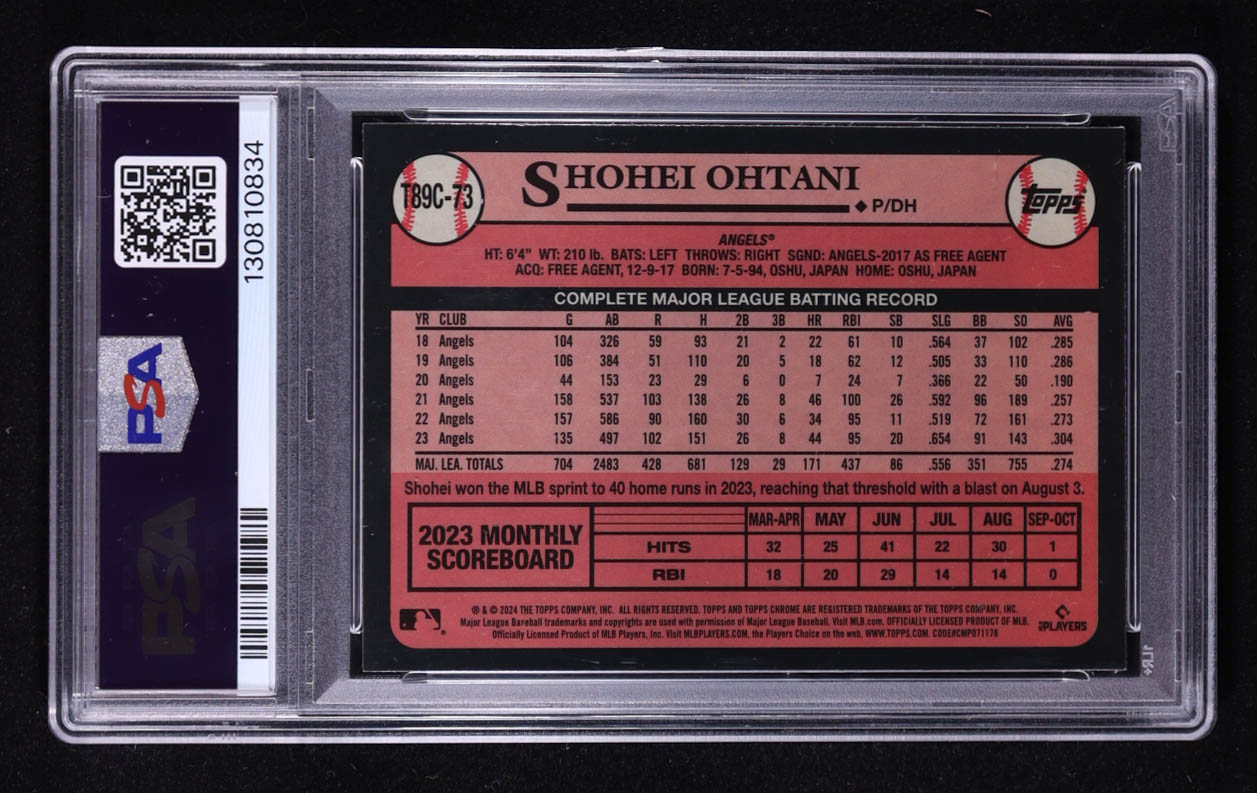 T89C-73
SHOHEI OHTANI
◆ P/DH
Topps
ANGELS®
HT: 6'4" WT: 210 lb. BATS: LEFT THROWS: RIGHT SGND: ANGELS-2017 AS FREE AGENT
ACQ: FREE AGENT, 12-9-17 BORN: 7-5-94, OSHU, JAPAN HOME: OSHU, JAPAN
COMPLETE MAJOR LEAGUE BATTING RECORD
YR CLUB G AB R H 2B 3B HR RBI SB SLG BB SO AVG
18 Angels 104 326 59 93 21 2 22 61 10 .564 37 102 .285
19 Angels 106 384 51 110 20 5 18 62 12 .505 33 110 .286
20 Angels 44 153 23 29 6 0 7 24 7 .366 22 50 .190
21 Angels 158 537 103 138 26 8 46 100 26 .592 96 189 .257
22 Angels 157 586 90 160 30 6 34 95 11 .519 72 161 .273
23 Angels 135 497 102 151 26 8 44 95 20 .654 91 143 .304
MAJ. LEA. TOTALS 704 2483 428 681 129 29 171 437 86 .556 351 755 .274
Shohei won the MLB sprint to 40 home runs in 2023, reaching that threshold with a blast on August 3.
2023 MONTHLY
SCOREBOARD
MAR-APR MAY JUN JUL AUG SEP-OCT
HITS 32 25 41 22 30 1
RBI 18 20 29 14 14 0
® & © 2024 THE TOPPS COMPANY, INC. ALL RIGHTS RESERVED. TOPPS AND TOPPS CHROME ARE REGISTERED TRADEMARKS OF THE TOPPS COMPANY, INC.
Major League Baseball trademarks and copyrights are used with permission of Major League Baseball. Visit MLB.com. OFFICIALLY LICENSED PRODUCT OF MLB.
Officially Licensed Product of MLB Players, Inc. Visit MLBPLAYERS.COM, the Players Choice on the web. WWW.TOPPS.COM. CODE#CMP071178
PLAYERS
130810834
PSA
PSA
PSA